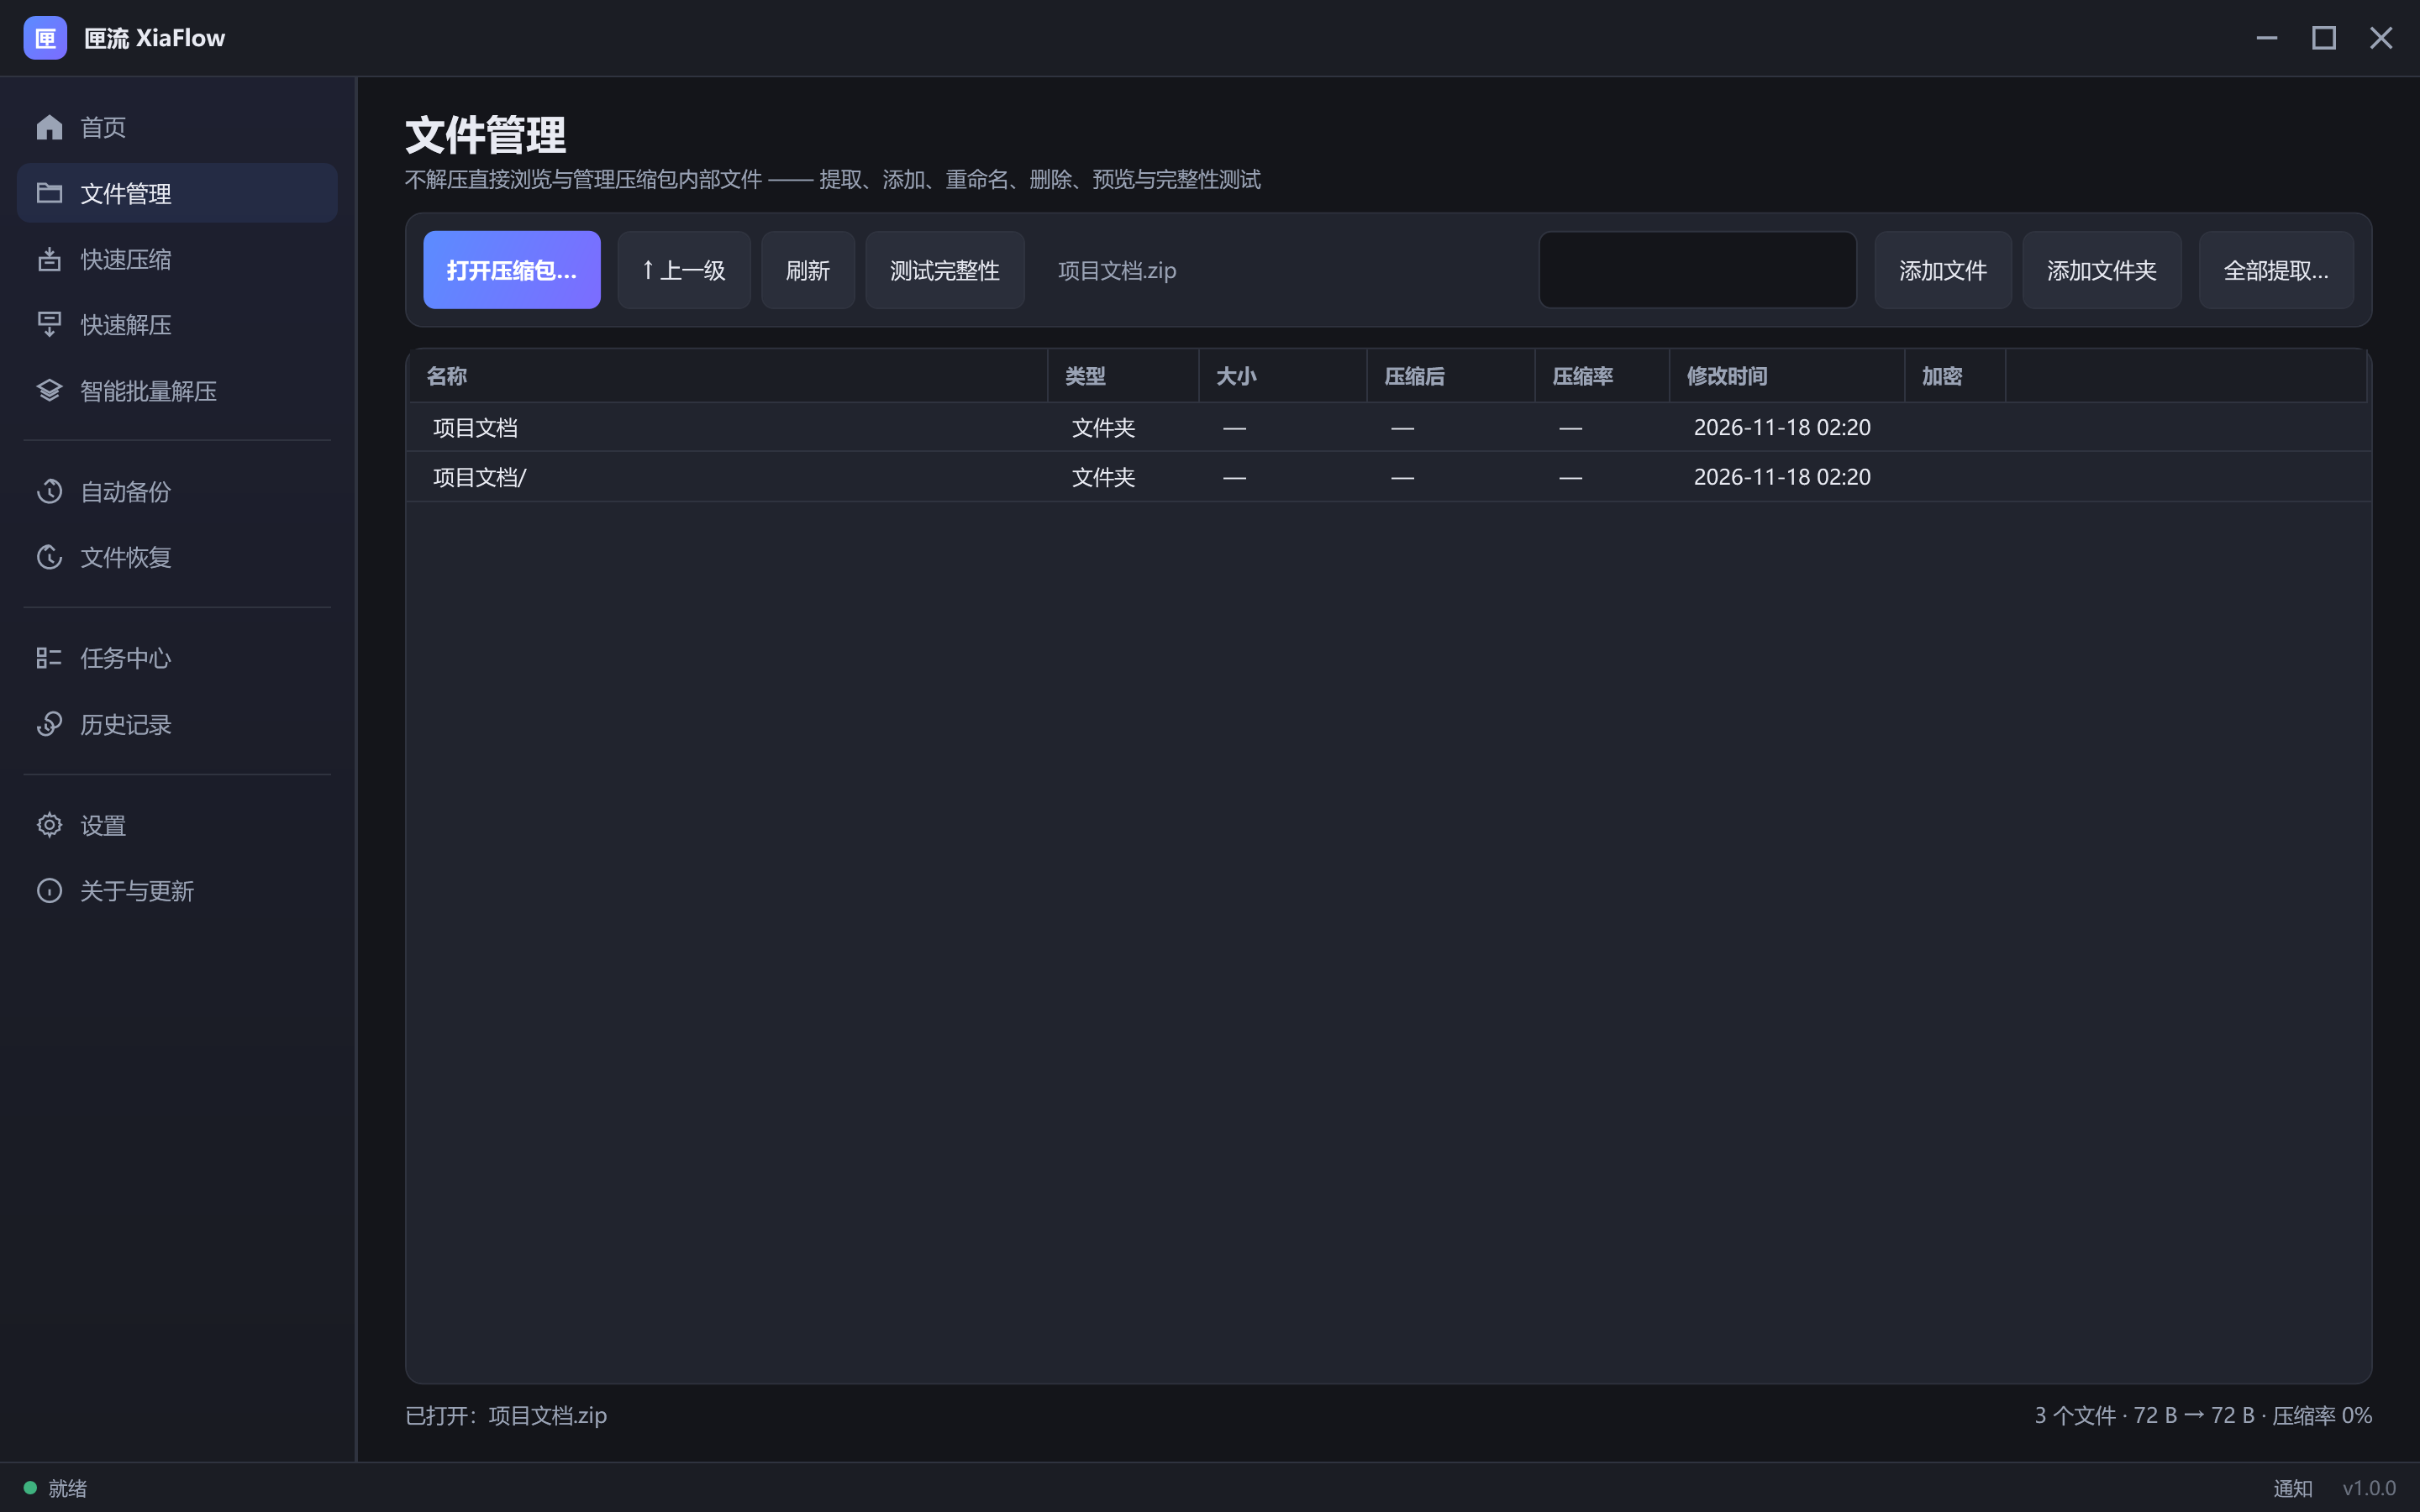 匣 匣流 XiaFlow
首页
文件管理
快速压缩
快速解压
智能批量解压
自动备份
文件恢复
任务中心
历史记录
设置
关于与更新
文件管理
不解压直接浏览与管理压缩包内部文件 —— 提取、添加、重命名、删除、预览与完整性测试
打开压缩包... ↑ 上一级 刷新 测试完整性 项目文档.zip 添加文件 添加文件夹 全部提取...
名称 类型 大小 压缩后 压缩率 修改时间 加密
项目文档 文件夹 — — — 2026-11-18 02:20
项目文档/ 文件夹 — — — 2026-11-18 02:20
已打开：项目文档.zip 3 个文件 · 72 B → 72 B · 压缩率 0%
就绪 通知 v1.0.0